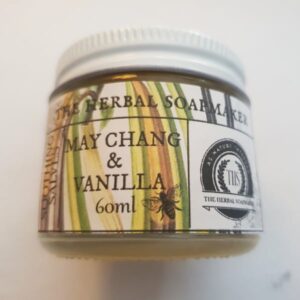 THE HERBAL SOAPMAKER
MAY CHANG
&
VANILLA
60ml
THS
THE HERBAL SOAPMAKER